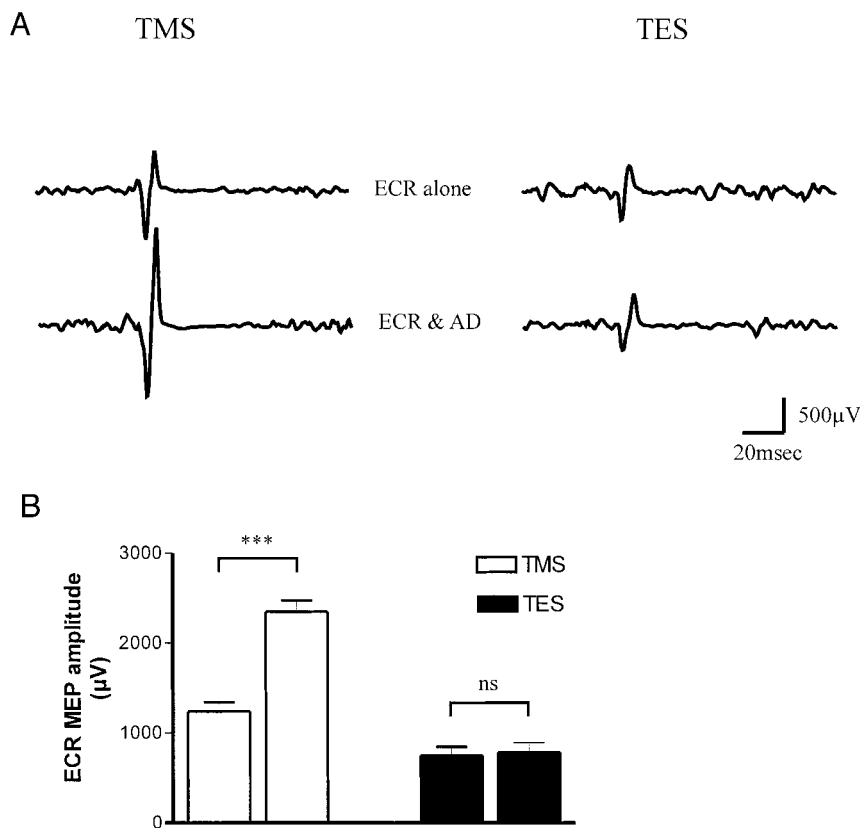 A
TMS
TES
ECR alone
ECR & AD
500µV
20msec
B
ECR MEP amplitude
(µV)
3000
2000
1000
0
***
ns
TMS
TES